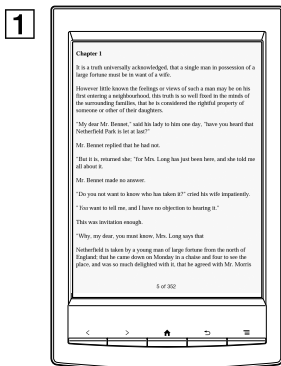 1
Chapter 1
It is a truth universally acknowledged, that a single man in possession of a
large fortune must be in want of a wife.
However little known the feelings or views of such a man may be on his
first entering a neighbourhood, this truth is so well fixed in the minds of
the surrounding families, that he is considered the rightful property of
someone or other of their daughters.
"My dear Mr. Bennet," said his lady to him one day, "have you heard that
Netherfield Park is let at last?"
Mr. Bennet replied that he had not.
"But it is, returned she; "for Mrs. Long has just been here, and she told me
all about it.
Mr. Bennet made no answer.
"Do you not want to know who has taken it?" cried his wife impatiently.
"You want to tell me, and I have no objection to hearing it."
This was invitation enough.
"Why, my dear, you must know, Mrs. Long says that
Netherfield is taken by a young man of large fortune from the north of
England; that he came down on Monday in a chaise and four to see the
place, and was so much delighted with it, that he agreed with Mr. Morris
5 of 352